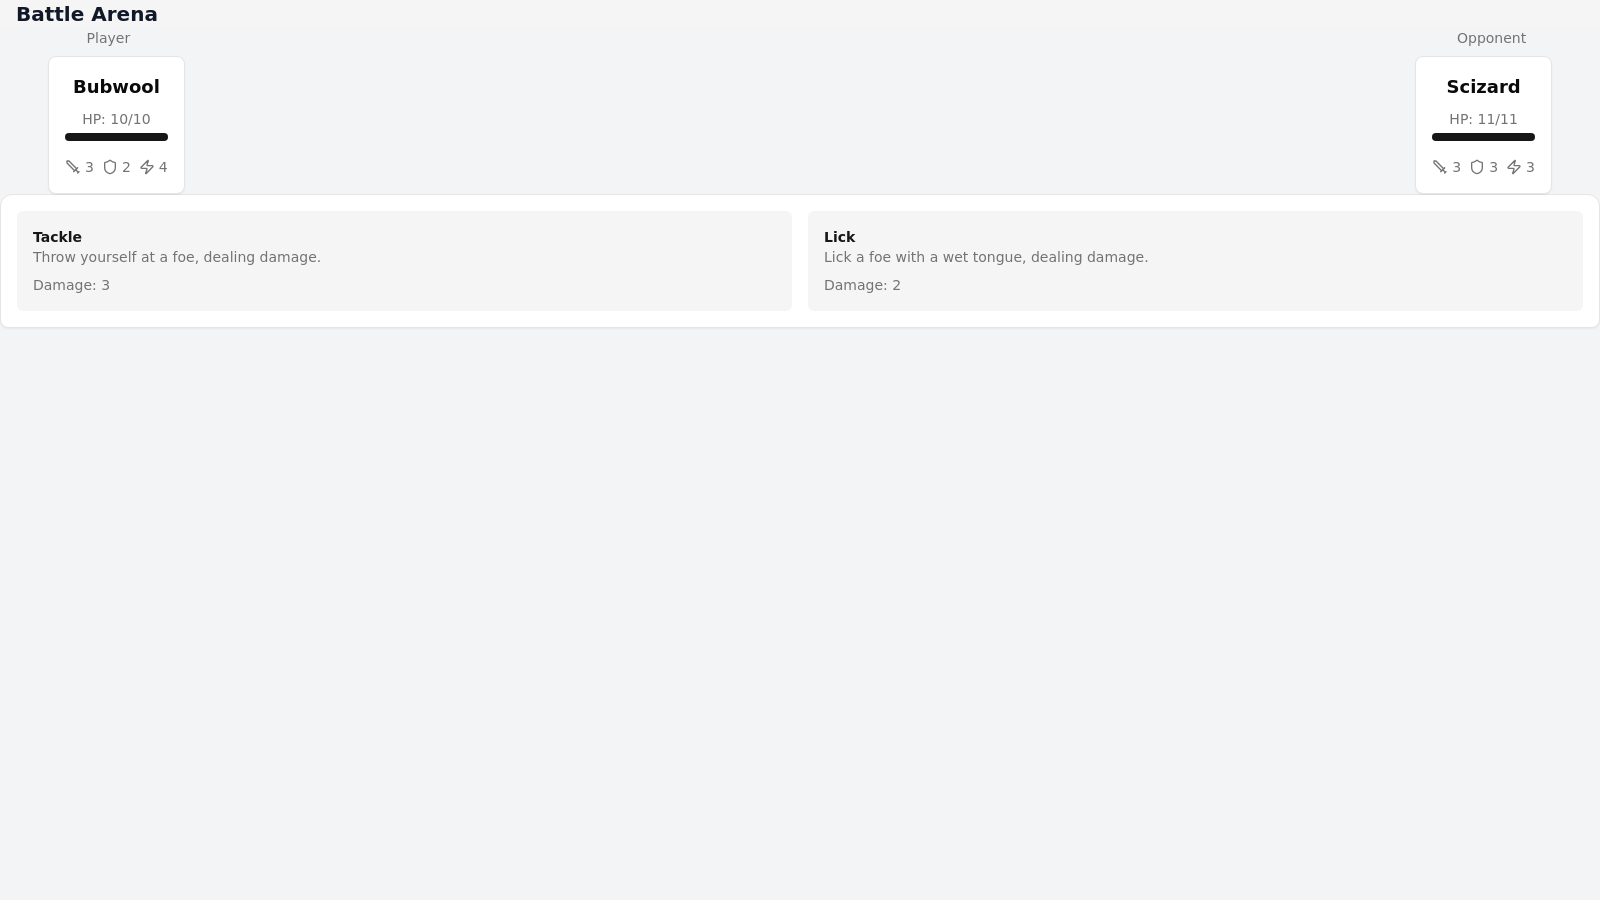 Battle Arena
Player
Opponent
Bubwool
HP: 10/10
3 2 4
Scizard
HP: 11/11
3 3 3
Tackle
Throw yourself at a foe, dealing damage.
Damage: 3
Lick
Lick a foe with a wet tongue, dealing damage.
Damage: 2